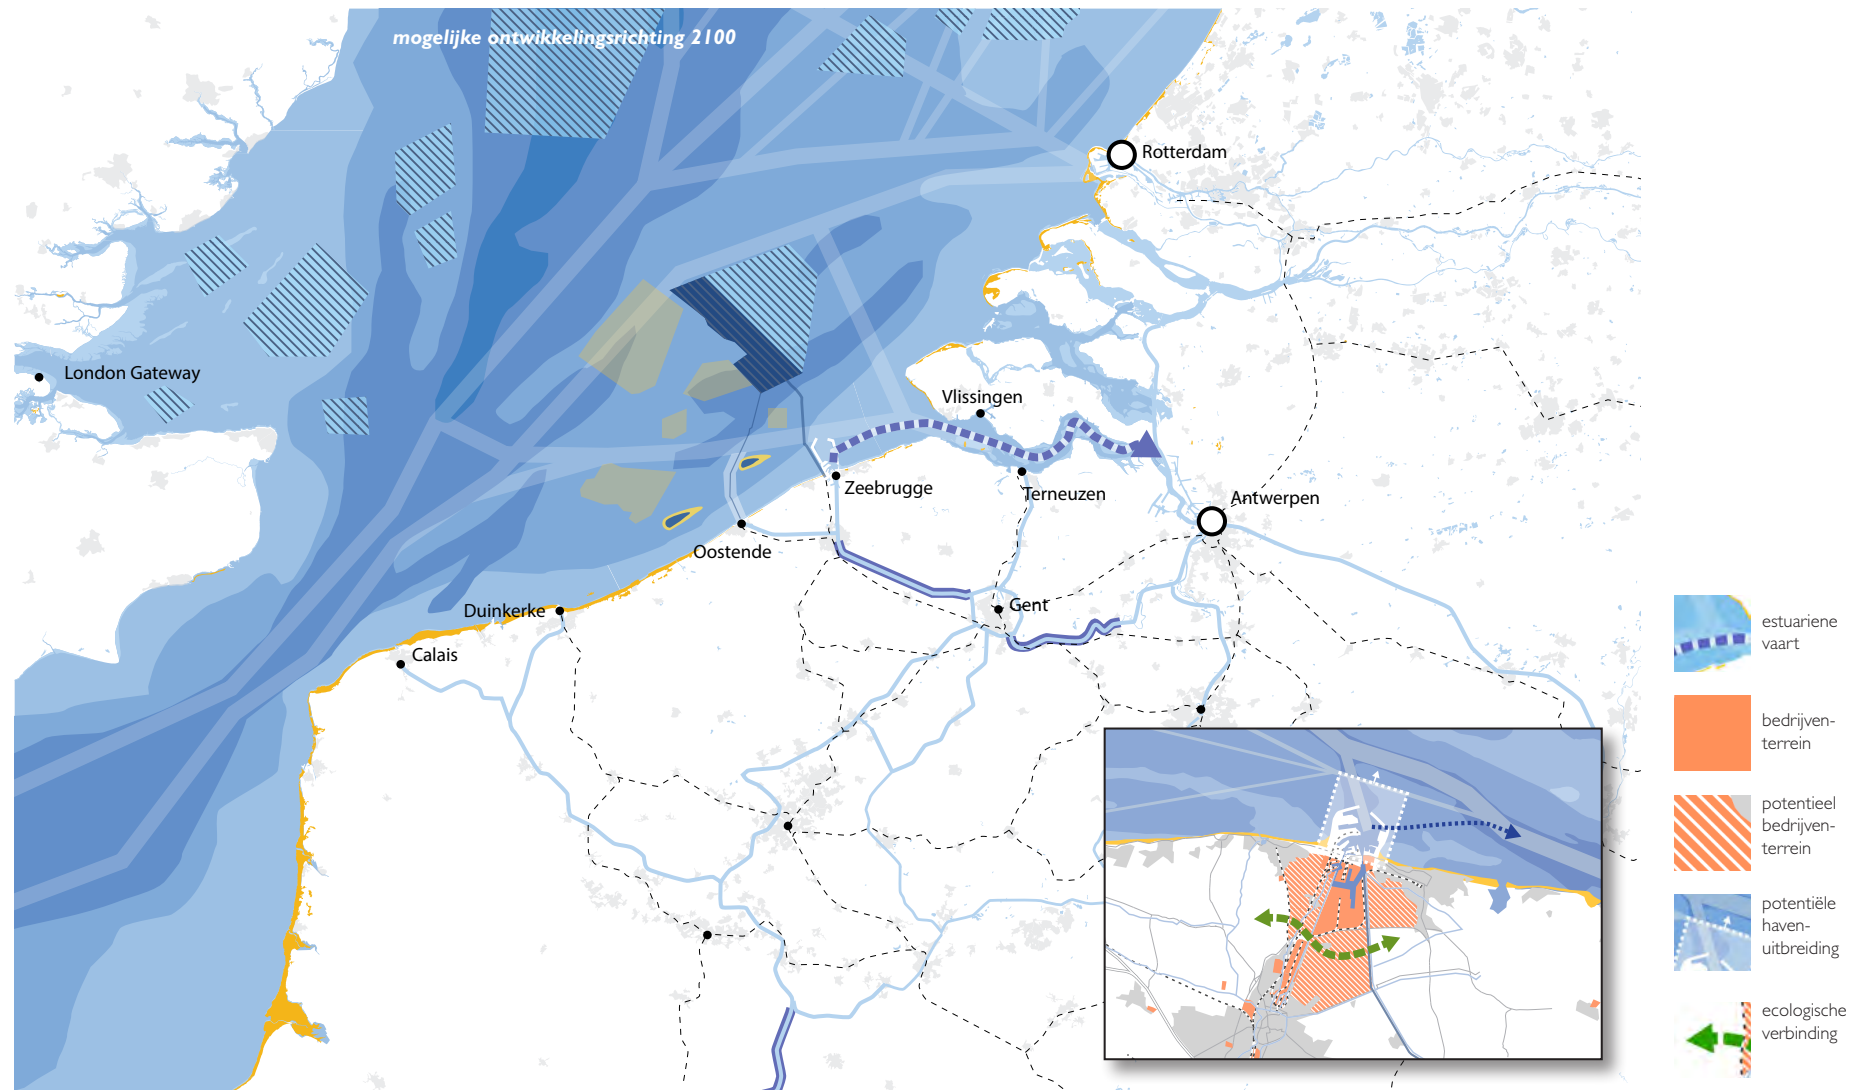 mogelijke ontwikkelingsrichting 2100
Rotterdam
London Gateway
Vlissingen
Zeebrugge
Terneuzen
Antwerpen
Oostende
Duinkerke
Gent
Calais
estuariene
vaart
bedrijven-
terrein
potentieel
bedrijven-
terrein
potentiële
haven-
uitbreiding
ecologische
verbinding